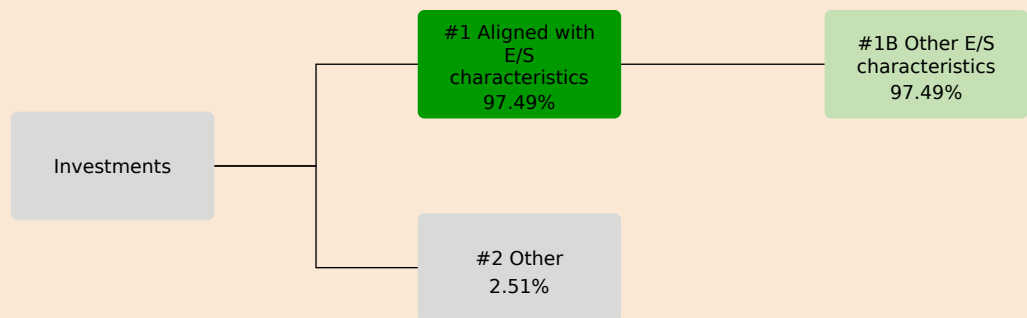 #1 Aligned with
E/S
characteristics
97.49%
#1B Other E/S
characteristics
97.49%
Investments
#2 Other
2.51%